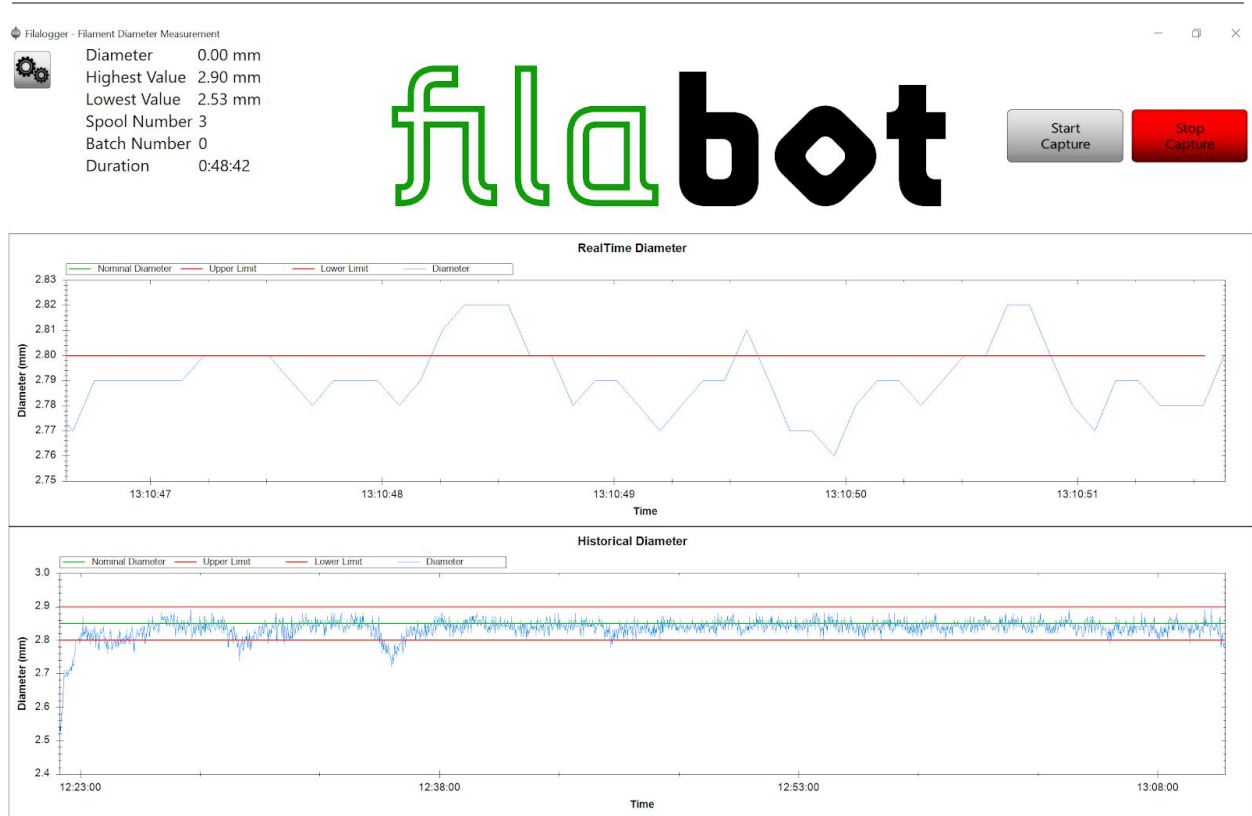 Filalogger - Filament Diameter Measurement
Diameter 0.00 mm
Highest Value 2.90 mm
Lowest Value 2.53 mm
Spool Number 3
Batch Number 0
Duration 0:48:42
filabot
Start
Capture
Stop
Capture
RealTime Diameter
Nominal Diameter Upper Limit Lower Limit Diameter
2.83
2.82
2.81
2.80
2.79
2.78
2.77
2.76
2.75
Diameter (mm)
13:10:47 13:10:48 13:10:49 13:10:50 13:10:51
Time
Historical Diameter
Nominal Diameter Upper Limit Lower Limit Diameter
3.0
2.9
2.8
2.7
2.6
2.5
2.4
Diameter (mm)
12:23:00 12:38:00 12:53:00 13:08:00
Time